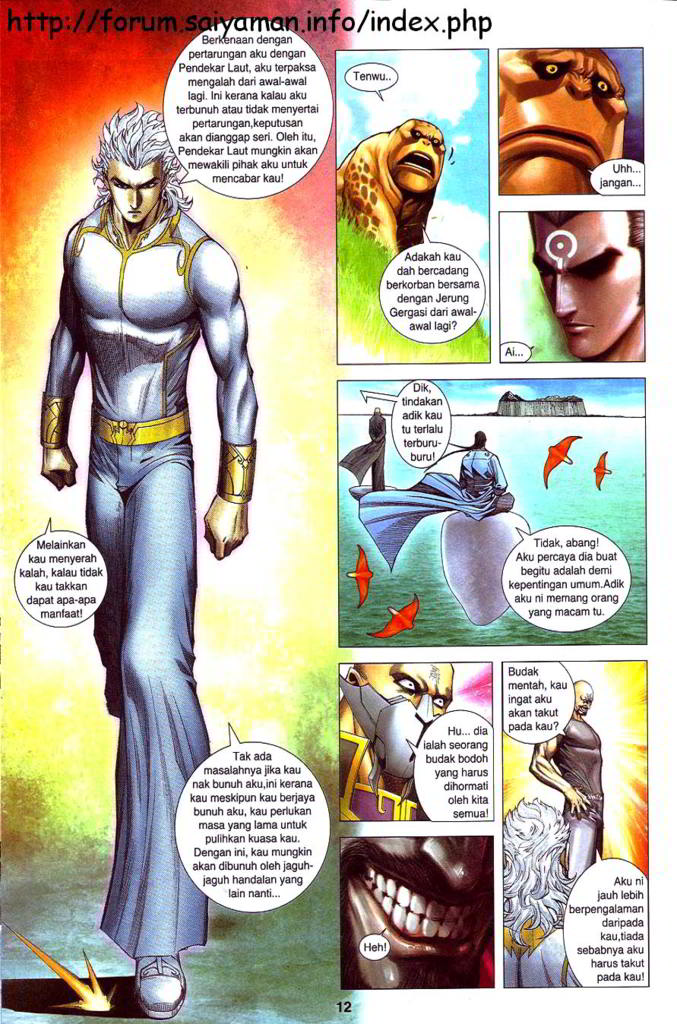 http://forum.saiyaman.info/index.php
Berkenaan dengan
pertarungan aku dengan
Pendekar Laut, aku terpaksa
mengalah dari awal-awal
lagi. Ini kerana kalau aku
terbunuh atau tidak menyertai
pertarungan,keputusan
akan dianggap seri. Oleh itu,
Pendekar Laut mungkin akan
mewakili pihak aku untuk
mencabar kau!
Melainkan
kau menyerah
kalah, kalau tidak
kau takkan
dapat apa-apa
manfaat!
Tak ada
masalahnya jika kau
nak bunuh aku,ini kerana
kau meskipun kau berjaya
bunuh aku, kau perlukan
masa yang lama untuk
pulihkan kuasa kau.
Dengan ini, kau mungkin
akan dibunuh oleh jaguh-
jaguh handalan yang
lain nanti...
Tenwu..
Adakah kau
dah bercadang
berkorban bersama
dengan Jerung
Gergasi dari awal-
awal lagi?
Uhh...
jangan...
Ai...
Dik,
tindakan
adik kau
tu terlalu
terburu-
buru!
Tidak, abang!
Aku percaya dia buat
begitu adalah demi
kepentingan umum.Adik
aku ni memang orang
yang macam tu.
Hu... dia
ialah seorang
budak bodoh
yang harus
dihormati
oleh kita
semua!
Budak
mentah, kau
ingat aku
akan takut
pada kau?
Heh!
Aku ni
jauh lebih
berpengalaman
daripada
kau,tiada
sebabnya aku
harus takut
pada kau!
12